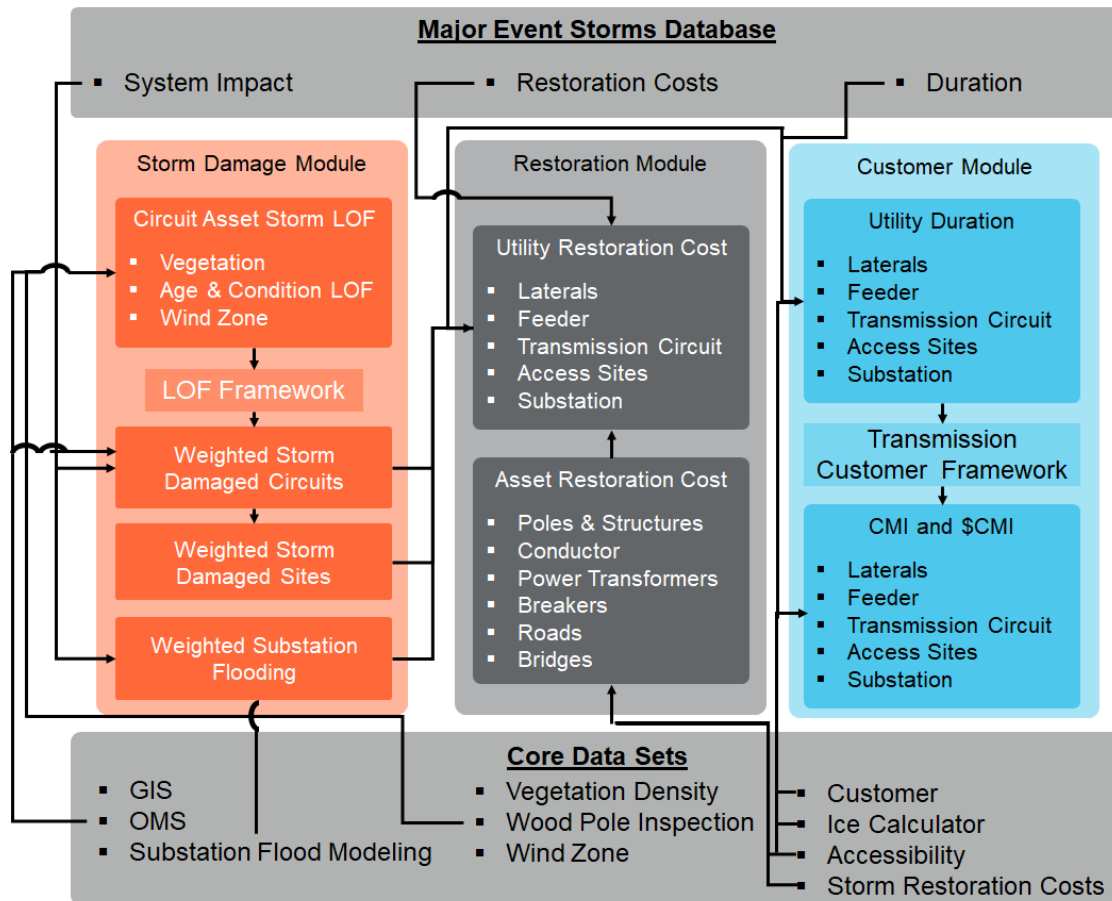 Major Event Storms Database
▪ System Impact
▪ Restoration Costs
▪ Duration
Storm Damage Module
Circuit Asset Storm LOF
▪ Vegetation
▪ Age & Condition LOF
▪ Wind Zone
LOF Framework
Weighted Storm
Damaged Circuits
Weighted Storm
Damaged Sites
Weighted Substation
Flooding
Restoration Module
Utility Restoration Cost
▪ Laterals
▪ Feeder
▪ Transmission Circuit
▪ Access Sites
▪ Substation
Asset Restoration Cost
▪ Poles & Structures
▪ Conductor
▪ Power Transformers
▪ Breakers
▪ Roads
▪ Bridges
Customer Module
Utility Duration
▪ Laterals
▪ Feeder
▪ Transmission Circuit
▪ Access Sites
▪ Substation
Transmission
Customer Framework
CMI and $CMI
▪ Laterals
▪ Feeder
▪ Transmission Circuit
▪ Access Sites
▪ Substation
Core Data Sets
▪ GIS
▪ OMS
▪ Substation Flood Modeling
▪ Vegetation Density
▪ Wood Pole Inspection
▪ Wind Zone
▪ Customer
▪ Ice Calculator
▪ Accessibility
▪ Storm Restoration Costs